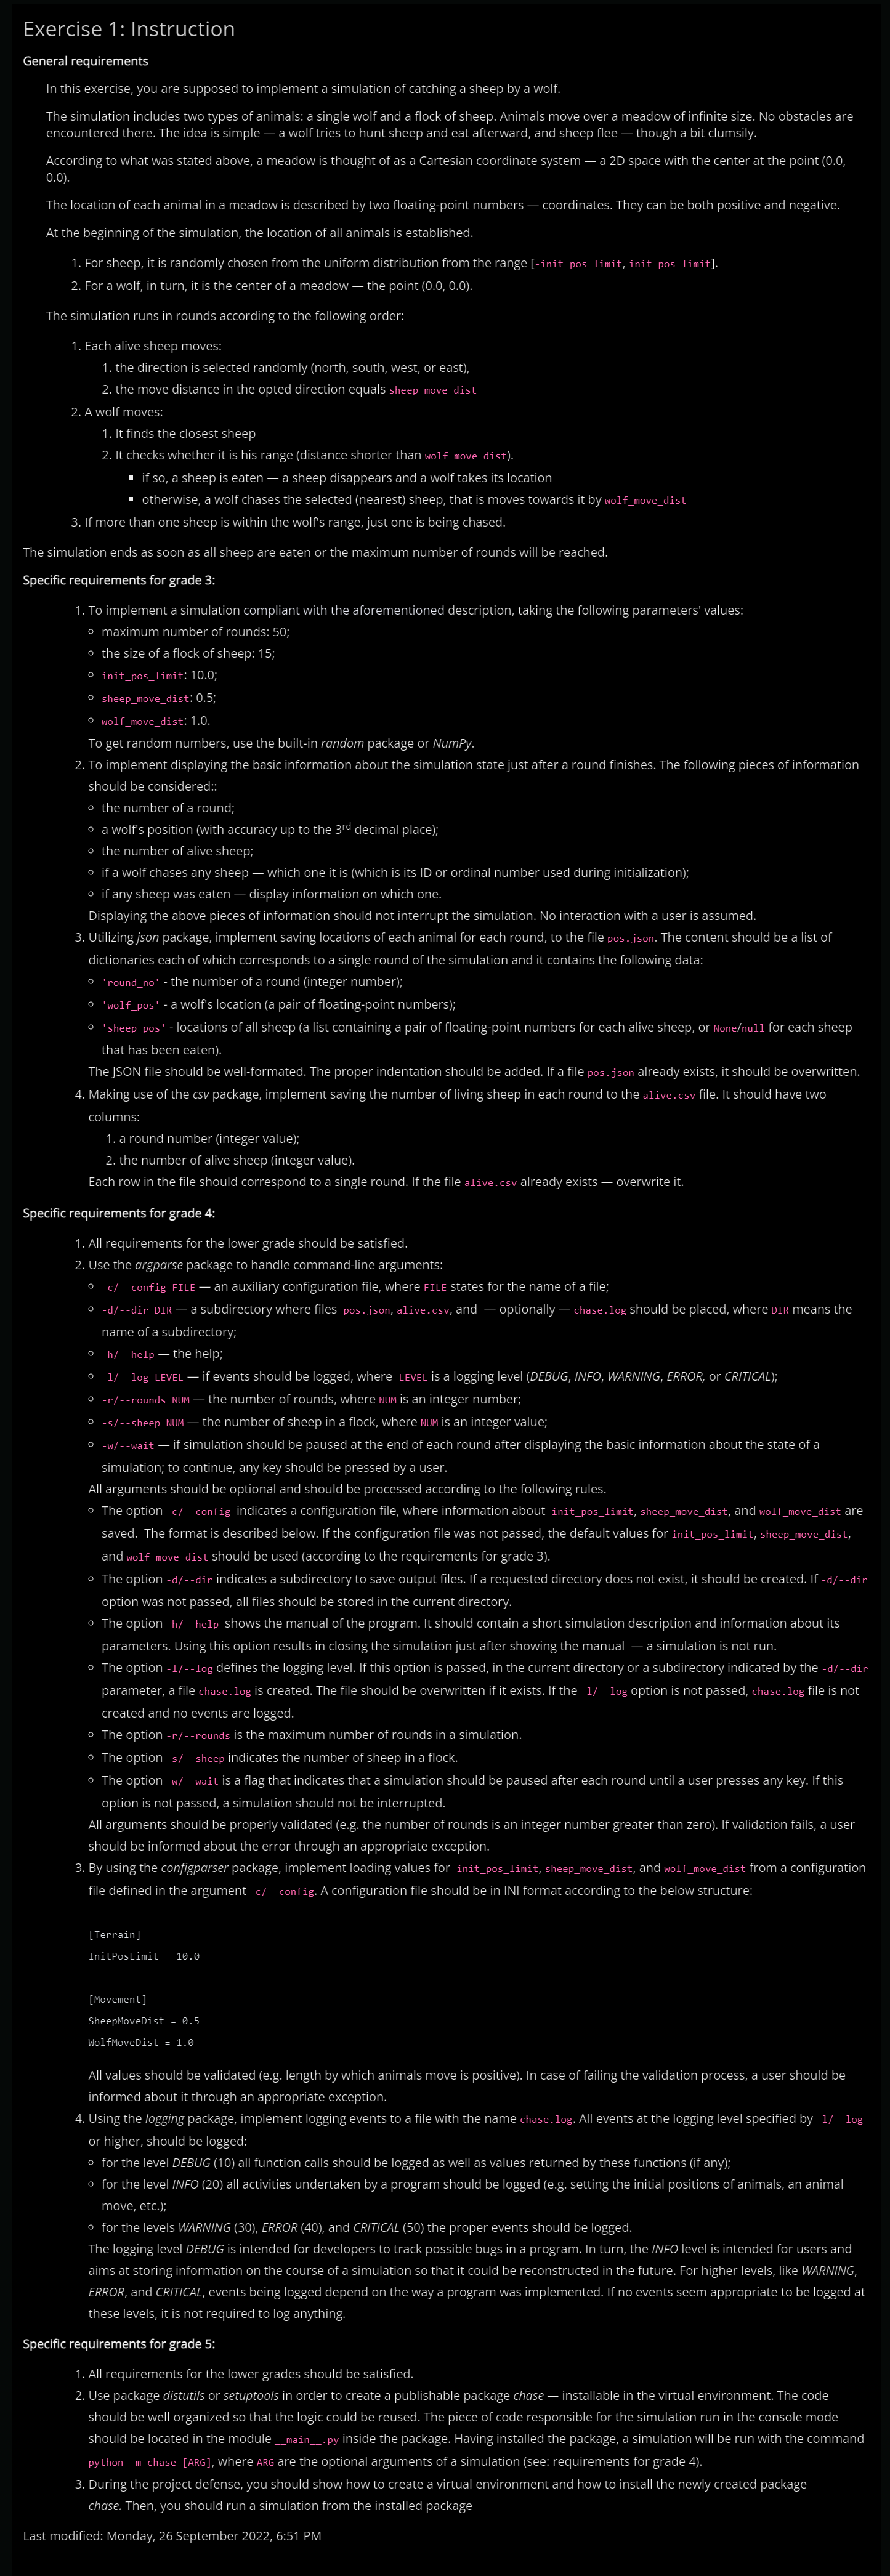 Exercise 1: Instruction
General requirements
In this exercise, you are supposed to implement a simulation of catching a sheep by a wolf.
The simulation includes two types of animals: a single wolf and a flock of sheep. Animals move over a meadow of infinite size. No obstacles are
encountered there. The idea is simple — a wolf tries to hunt sheep and eat afterward, and sheep flee — though a bit clumsily.
According to what was stated above, a meadow is thought of as a Cartesian coordinate system — a 2D space with the center at the point (0.0,
0.0).
The location of each animal in a meadow is described by two floating-point numbers — coordinates. They can be both positive and negative.
At the beginning of the simulation, the location of all animals is established.
1. For sheep, it is randomly chosen from the uniform distribution from the range [-init_pos_limit, init_pos_limit].
2. For a wolf, in turn, it is the center of a meadow — the point (0.0, 0.0).
The simulation runs in rounds according to the following order:
1. Each alive sheep moves:
1. the direction is selected randomly (north, south, west, or east),
2. the move distance in the opted direction equals sheep_move_dist
2. A wolf moves:
1. It finds the closest sheep
2. It checks whether it is his range (distance shorter than wolf_move_dist).
▪ if so, a sheep is eaten — a sheep disappears and a wolf takes its location
▪ otherwise, a wolf chases the selected (nearest) sheep, that is moves towards it by wolf_move_dist
3. If more than one sheep is within the wolf's range, just one is being chased.
The simulation ends as soon as all sheep are eaten or the maximum number of rounds will be reached.
Specific requirements for grade 3:
1. To implement a simulation compliant with the aforementioned description, taking the following parameters' values:
◦ maximum number of rounds: 50;
◦ the size of a flock of sheep: 15;
◦ init_pos_limit: 10.0;
◦ sheep_move_dist: 0.5;
◦ wolf_move_dist: 1.0.
To get random numbers, use the built-in random package or NumPy.
2. To implement displaying the basic information about the simulation state just after a round finishes. The following pieces of information
should be considered::
◦ the number of a round;
◦ a wolf's position (with accuracy up to the 3rd decimal place);
◦ the number of alive sheep;
◦ if a wolf chases any sheep — which one it is (which is its ID or ordinal number used during initialization);
◦ if any sheep was eaten — display information on which one.
Displaying the above pieces of information should not interrupt the simulation. No interaction with a user is assumed.
3. Utilizing json package, implement saving locations of each animal for each round, to the file pos.json. The content should be a list of
dictionaries each of which corresponds to a single round of the simulation and it contains the following data:
◦ 'round_no' - the number of a round (integer number);
◦ 'wolf_pos' - a wolf's location (a pair of floating-point numbers);
◦ 'sheep_pos' - locations of all sheep (a list containing a pair of floating-point numbers for each alive sheep, or None/null for each sheep
that has been eaten).
The JSON file should be well-formated. The proper indentation should be added. If a file pos.json already exists, it should be overwritten.
4. Making use of the csv package, implement saving the number of living sheep in each round to the alive.csv file. It should have two
columns:
1. a round number (integer value);
2. the number of alive sheep (integer value).
Each row in the file should correspond to a single round. If the file alive.csv already exists — overwrite it.
Specific requirements for grade 4:
1. All requirements for the lower grade should be satisfied.
2. Use the argparse package to handle command-line arguments:
◦ -c/--config FILE — an auxiliary configuration file, where FILE states for the name of a file;
◦ -d/--dir DIR — a subdirectory where files pos.json, alive.csv, and — optionally — chase.log should be placed, where DIR means the
name of a subdirectory;
◦ -h/--help — the help;
◦ -l/--log LEVEL — if events should be logged, where LEVEL is a logging level (DEBUG, INFO, WARNING, ERROR, or CRITICAL);
◦ -r/--rounds NUM — the number of rounds, where NUM is an integer number;
◦ -s/--sheep NUM — the number of sheep in a flock, where NUM is an integer value;
◦ -w/--wait — if simulation should be paused at the end of each round after displaying the basic information about the state of a
simulation; to continue, any key should be pressed by a user.
All arguments should be optional and should be processed according to the following rules.
◦ The option -c/--config indicates a configuration file, where information about init_pos_limit, sheep_move_dist, and wolf_move_dist are
saved. The format is described below. If the configuration file was not passed, the default values for init_pos_limit, sheep_move_dist,
and wolf_move_dist should be used (according to the requirements for grade 3).
◦ The option -d/--dir indicates a subdirectory to save output files. If a requested directory does not exist, it should be created. If -d/--dir
option was not passed, all files should be stored in the current directory.
◦ The option -h/--help shows the manual of the program. It should contain a short simulation description and information about its
parameters. Using this option results in closing the simulation just after showing the manual — a simulation is not run.
◦ The option -l/--log defines the logging level. If this option is passed, in the current directory or a subdirectory indicated by the -d/--dir
parameter, a file chase.log is created. The file should be overwritten if it exists. If the -l/--log option is not passed, chase.log file is not
created and no events are logged.
◦ The option -r/--rounds is the maximum number of rounds in a simulation.
◦ The option -s/--sheep indicates the number of sheep in a flock.
◦ The option -w/--wait is a flag that indicates that a simulation should be paused after each round until a user presses any key. If this
option is not passed, a simulation should not be interrupted.
All arguments should be properly validated (e.g. the number of rounds is an integer number greater than zero). If validation fails, a user
should be informed about the error through an appropriate exception.
3. By using the configparser package, implement loading values for init_pos_limit, sheep_move_dist, and wolf_move_dist from a configuration
file defined in the argument -c/--config. A configuration file should be in INI format according to the below structure:
[Terrain]
InitPosLimit = 10.0
[Movement]
SheepMoveDist = 0.5
WolfMoveDist = 1.0
All values should be validated (e.g. length by which animals move is positive). In case of failing the validation process, a user should be
informed about it through an appropriate exception.
4. Using the logging package, implement logging events to a file with the name chase.log. All events at the logging level specified by -l/--log
or higher, should be logged:
◦ for the level DEBUG (10) all function calls should be logged as well as values returned by these functions (if any);
◦ for the level INFO (20) all activities undertaken by a program should be logged (e.g. setting the initial positions of animals, an animal
move, etc.);
◦ for the levels WARNING (30), ERROR (40), and CRITICAL (50) the proper events should be logged.
The logging level DEBUG is intended for developers to track possible bugs in a program. In turn, the INFO level is intended for users and
aims at storing information on the course of a simulation so that it could be reconstructed in the future. For higher levels, like WARNING,
ERROR, and CRITICAL, events being logged depend on the way a program was implemented. If no events seem appropriate to be logged at
these levels, it is not required to log anything.
Specific requirements for grade 5:
1. All requirements for the lower grades should be satisfied.
2. Use package distutils or setuptools in order to create a publishable package chase — installable in the virtual environment. The code
should be well organized so that the logic could be reused. The piece of code responsible for the simulation run in the console mode
should be located in the module __main__.py inside the package. Having installed the package, a simulation will be run with the command
python -m chase [ARG], where ARG are the optional arguments of a simulation (see: requirements for grade 4).
3. During the project defense, you should show how to create a virtual environment and how to install the newly created package
chase. Then, you should run a simulation from the installed package
Last modified: Monday, 26 September 2022, 6:51 PM